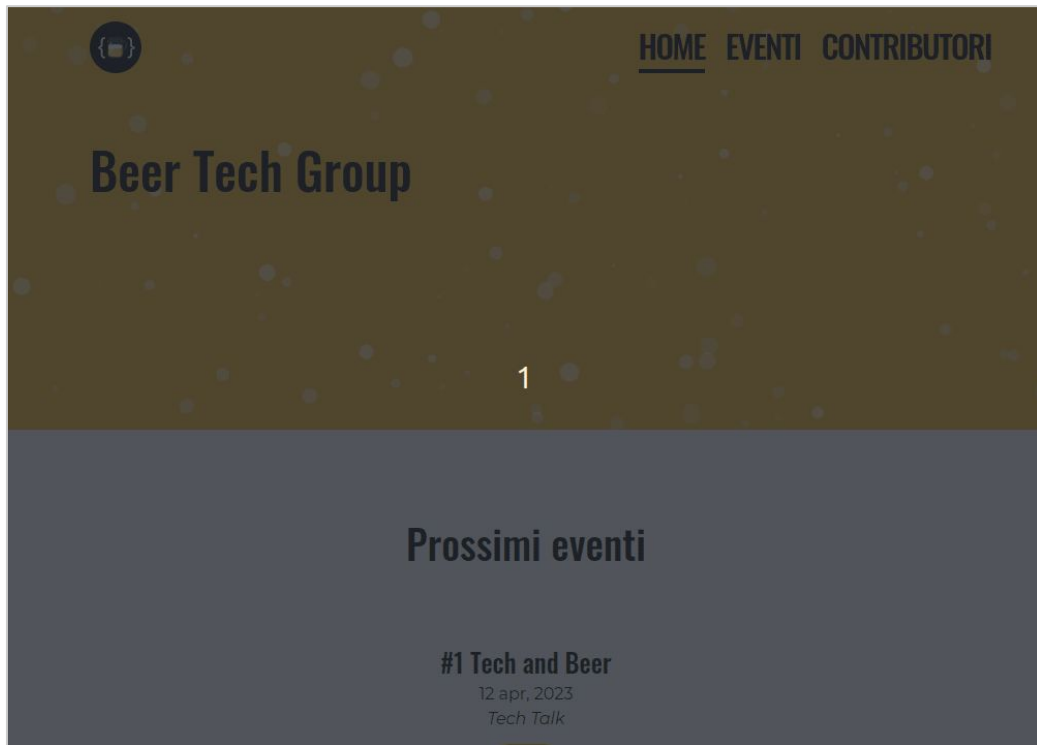 { }
HOME EVENTI CONTRIBUTORI
Beer Tech Group
1
Prossimi eventi
#1 Tech and Beer
12 apr, 2023
Tech Talk